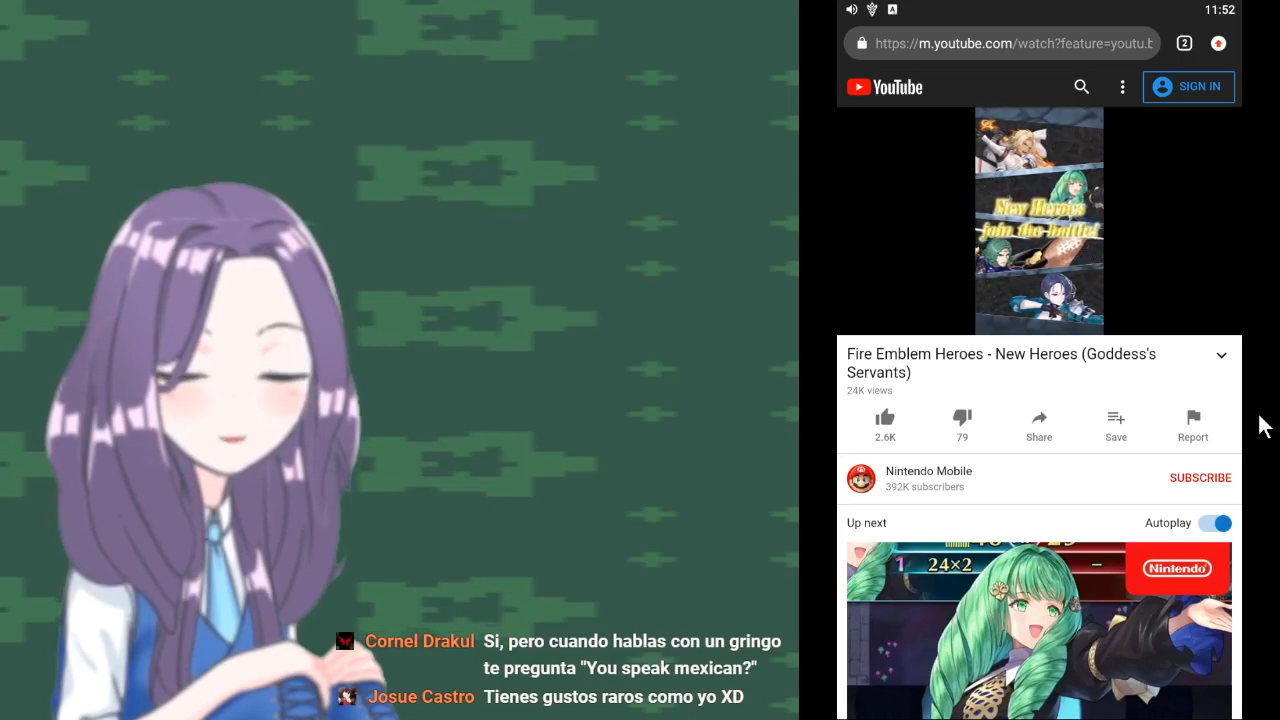 11:52
https://m.youtube.com/watch?feature=youtu.b
2
YouTube
SIGN IN
New Heroes
join the battle!
Fire Emblem Heroes - New Heroes (Goddess's
Servants)
24K views
2.6K
79
Share
Save
Report
Nintendo Mobile
392K subscribers
SUBSCRIBE
Up next
Autoplay
1 24×2 –
Nintendo
Cornel Drakul Si, pero cuando hablas con un gringo
te pregunta "You speak mexican?"
Josue Castro Tienes gustos raros como yo XD